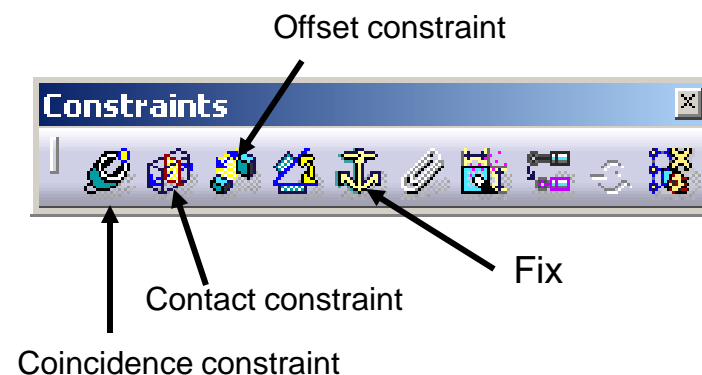 Offset constraint
Constraints
Fix
Contact constraint
Coincidence constraint